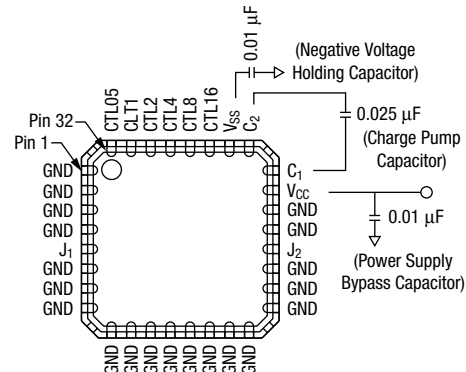 0.01 µF
(Negative Voltage
Holding Capacitor)
CTL05
CLT1
CTL2
CTL4
CTL8
CTL16
VSS
C2
0.025 µF
(Charge Pump
Capacitor)
Pin 32
Pin 1
GND
GND
GND
GND
J1
GND
GND
GND
C1
VCC
GND
GND
J2
GND
GND
GND
0.01 µF
(Power Supply
Bypass Capacitor)
GND
GND
GND
GND
GND
GND
GND
GND